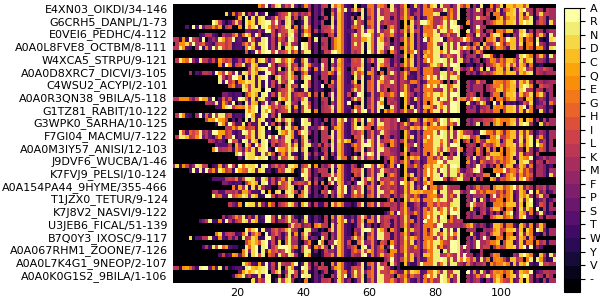 E4XN03_OIKDI/34-146
G6CRH5_DANPL/1-73
E0VEI6_PEDHC/4-112
A0A0L8FVE8_OCTBM/8-111
W4XCA5_STRPU/9-121
A0A0D8XRC7_DICVI/3-105
C4WSU2_ACYPI/2-101
A0A0R3QN38_9BILA/5-118
G1TZ81_RABIT/10-122
G3WPK0_SARHA/10-125
F7GI04_MACMU/7-122
A0A0M3IY57_ANISI/12-103
J9DVF6_WUCBA/1-46
K7FVJ9_PELSI/10-124
A0A154PA44_9HYME/355-466
T1JZX0_TETUR/9-124
K7J8V2_NASVI/9-122
U3JEB6_FICAL/51-139
B7Q0Y3_IXOSC/9-117
A0A067RHM1_ZOONE/7-126
A0A0L7K4G1_9NEOP/2-107
A0A0K0G1S2_9BILA/1-106
20 40 60 80 100
A
R
N
D
C
Q
E
G
H
I
L
K
M
F
P
S
T
W
Y
V
-